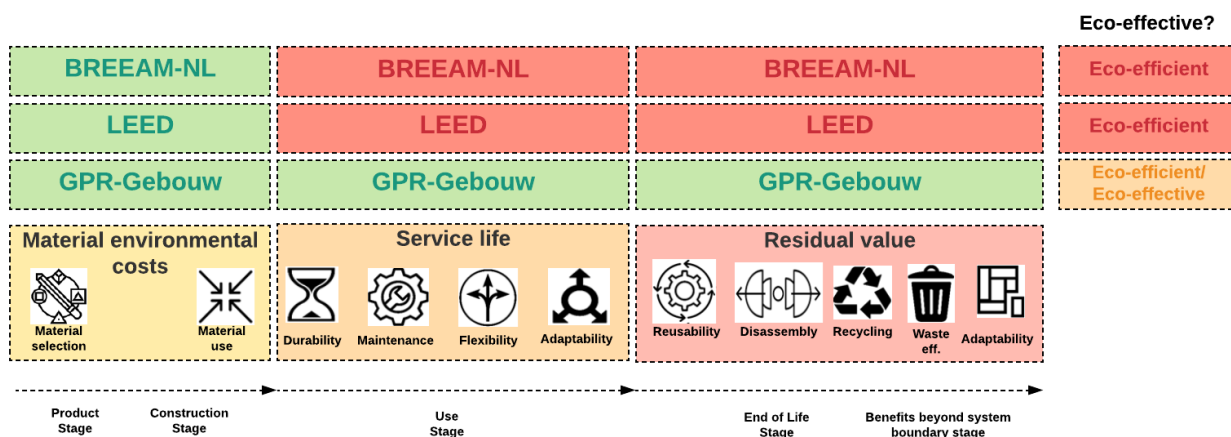 Eco-effective?
BREEAM-NL BREEAM-NL BREEAM-NL Eco-efficient
LEED LEED LEED Eco-efficient
GPR-Gebouw GPR-Gebouw GPR-Gebouw
Eco-efficient/
Eco-effective
Material environmental
costs
Material
selection
Material
use
Service life
Durability Maintenance Flexibility Adaptability
Residual value
Reusability Disassembly Recycling
Waste
eff.
Adaptability
Product
Stage
Construction
Stage
Use
Stage
End of Life
Stage
Benefits beyond system
boundary stage